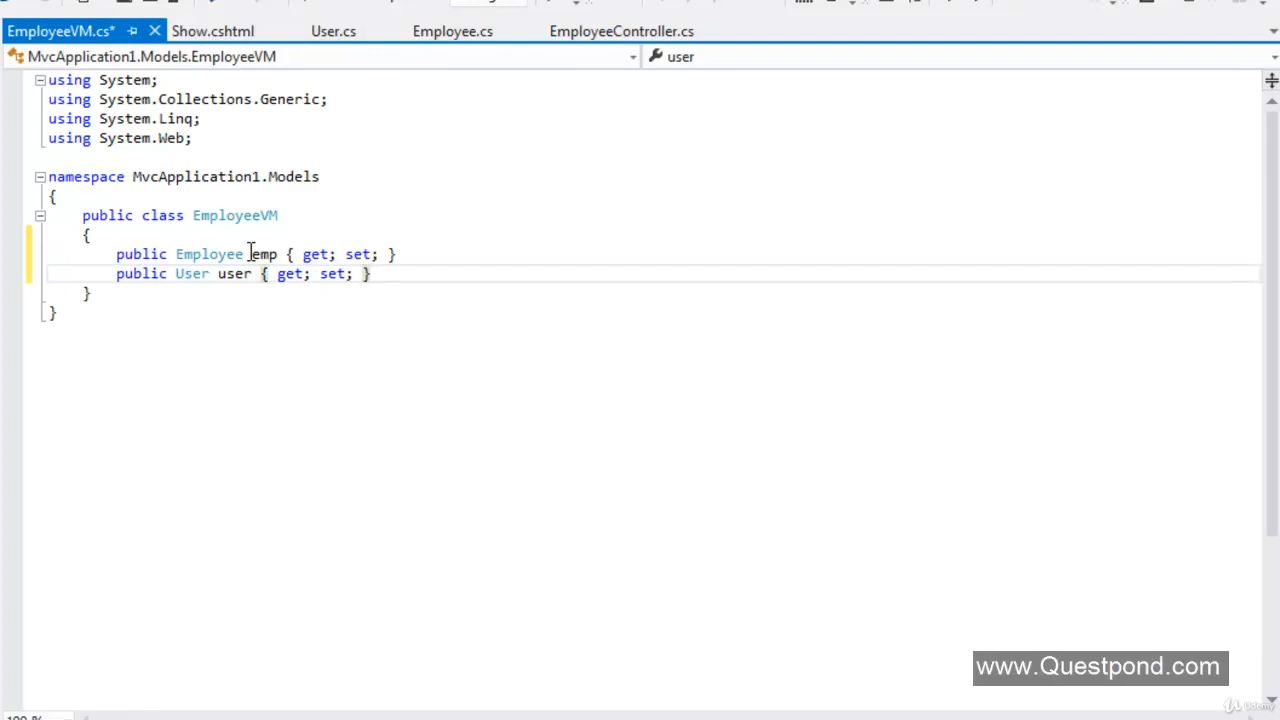 EmployeeVM.cs* Show.cshtml User.cs Employee.cs EmployeeController.cs
MvcApplication1.Models.EmployeeVM user
using System;
using System.Collections.Generic;
using System.Linq;
using System.Web;
namespace MvcApplication1.Models
{
public class EmployeeVM
{
public Employee emp { get; set; }
public User user { get; set; }
}
}
www.Questpond.com
Udemy